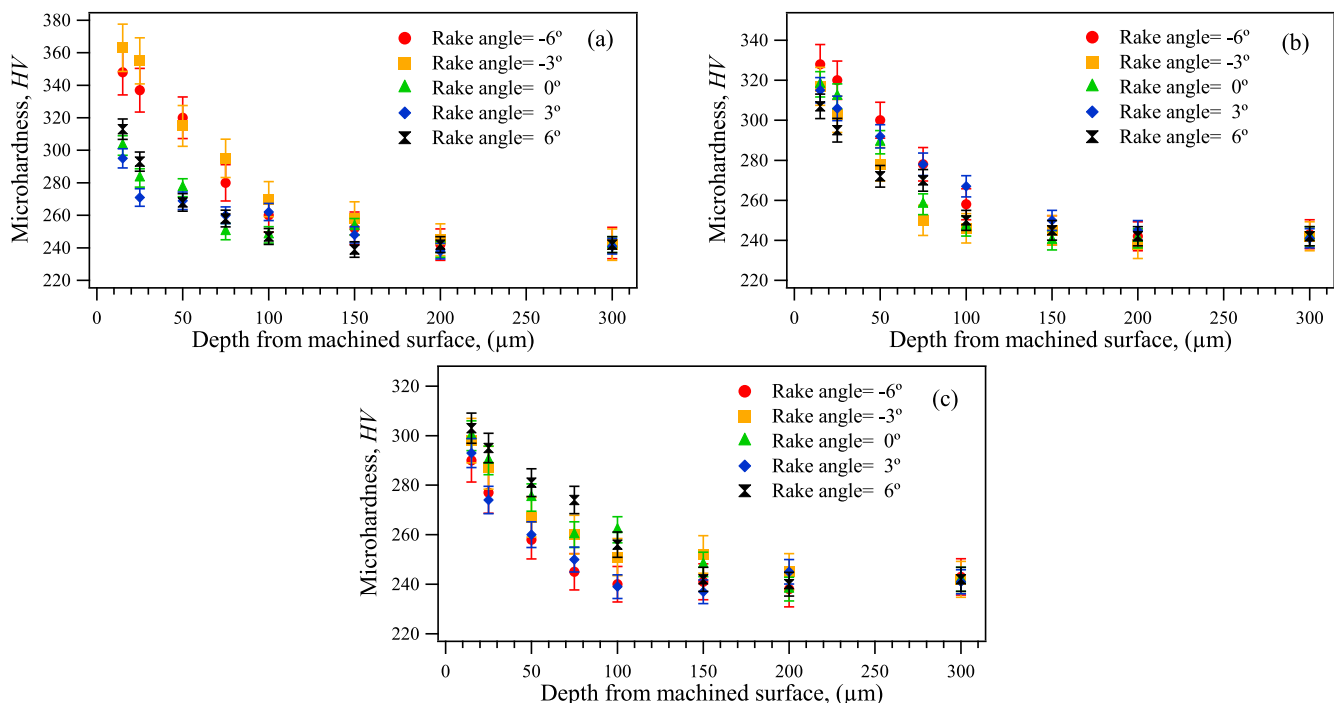 (a)
Microhardness, HV
380
360
340
320
300
280
260
240
220
Rake angle= -6º
Rake angle= -3º
Rake angle= 0º
Rake angle= 3º
Rake angle= 6º
0 50 100 150 200 250 300
Depth from machined surface, (µm)
(b)
Microhardness, HV
340
320
300
280
260
240
220
Rake angle= -6º
Rake angle= -3º
Rake angle= 0º
Rake angle= 3º
Rake angle= 6º
0 50 100 150 200 250 300
Depth from machined surface, (µm)
(c)
Microhardness, HV
320
300
280
260
240
220
Rake angle= -6º
Rake angle= -3º
Rake angle= 0º
Rake angle= 3º
Rake angle= 6º
0 50 100 150 200 250 300
Depth from machined surface, (µm)